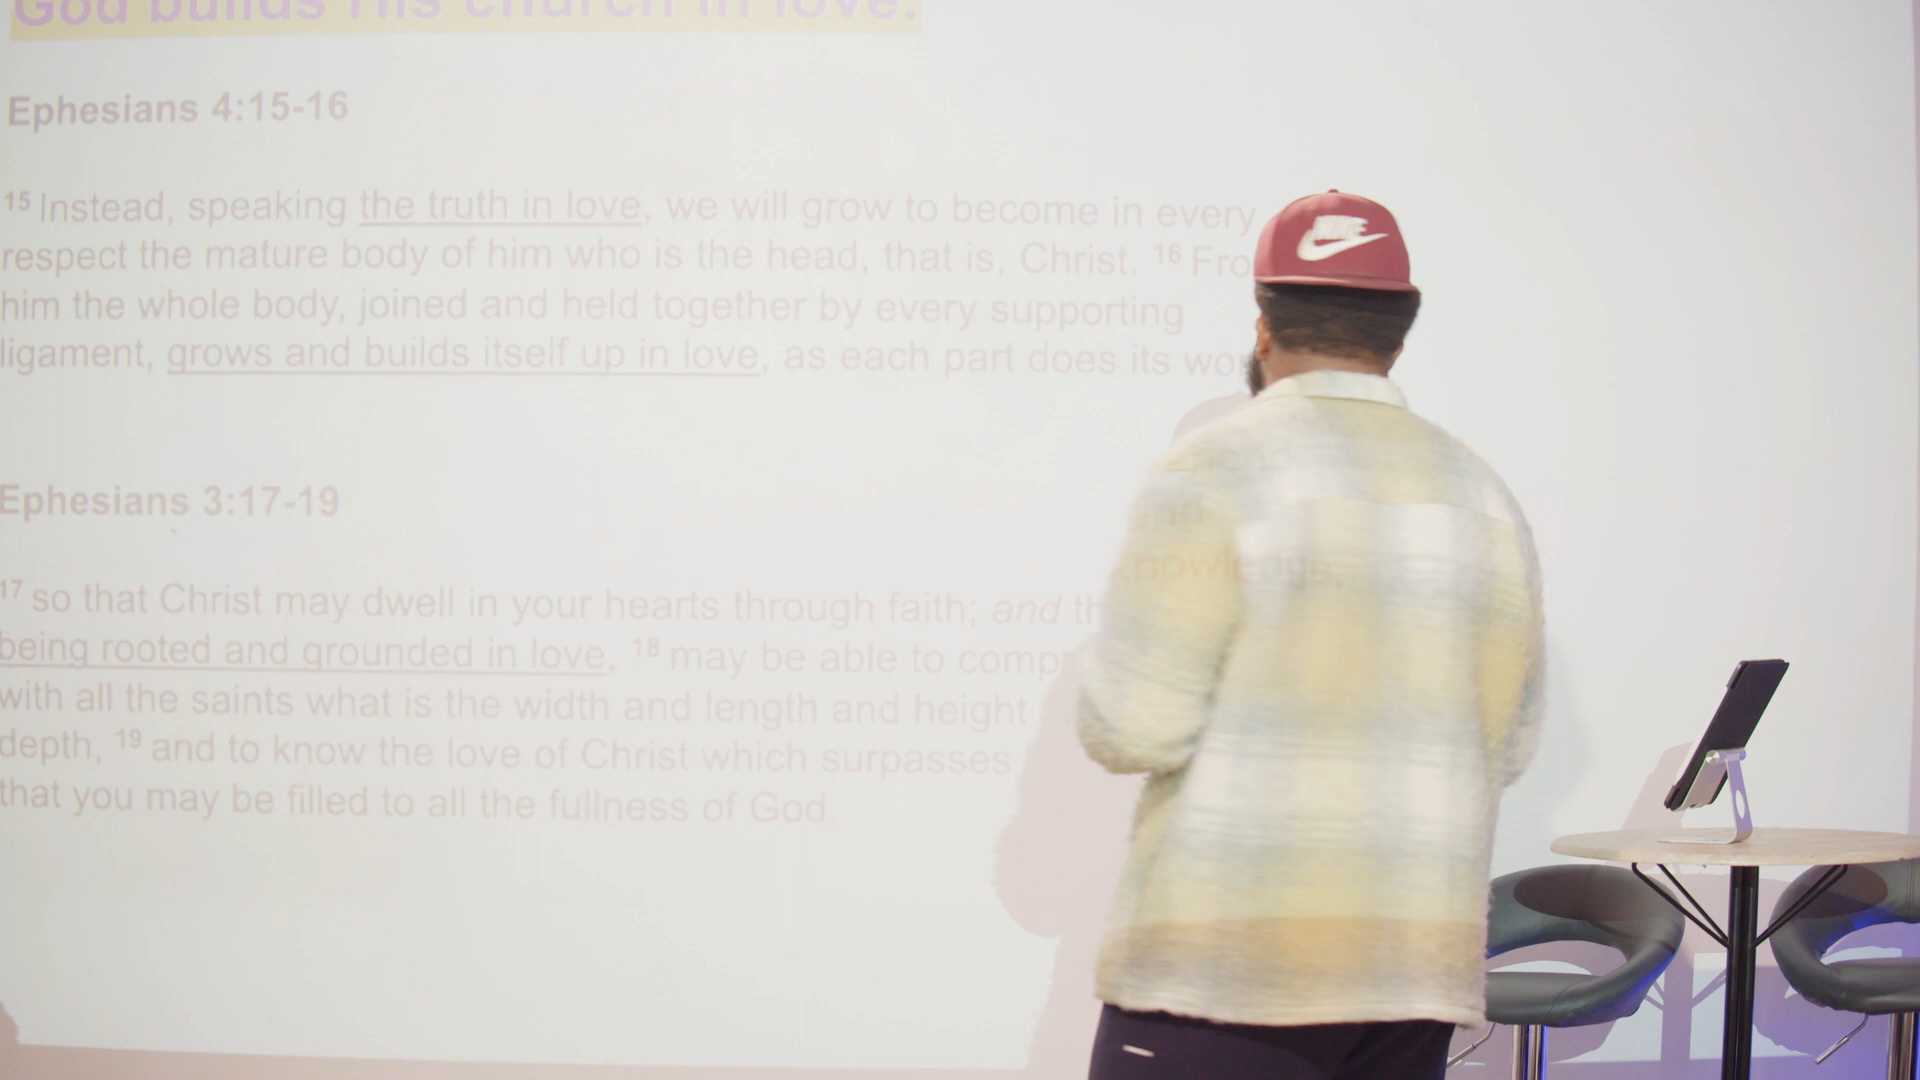 God builds His church in love.
Ephesians 4:15-16
15 Instead, speaking the truth in love, we will grow to become in every
respect the mature body of him who is the head, that is, Christ. 16 Fro
him the whole body, joined and held together by every supporting
ligament, grows and builds itself up in love, as each part does its wo
NIKE
Ephesians 3:17-19
17 so that Christ may dwell in your hearts through faith; and th
being rooted and grounded in love, 18 may be able to comp
with all the saints what is the width and length and height
depth, 19 and to know the love of Christ which surpasses
that you may be filled to all the fullness of God.